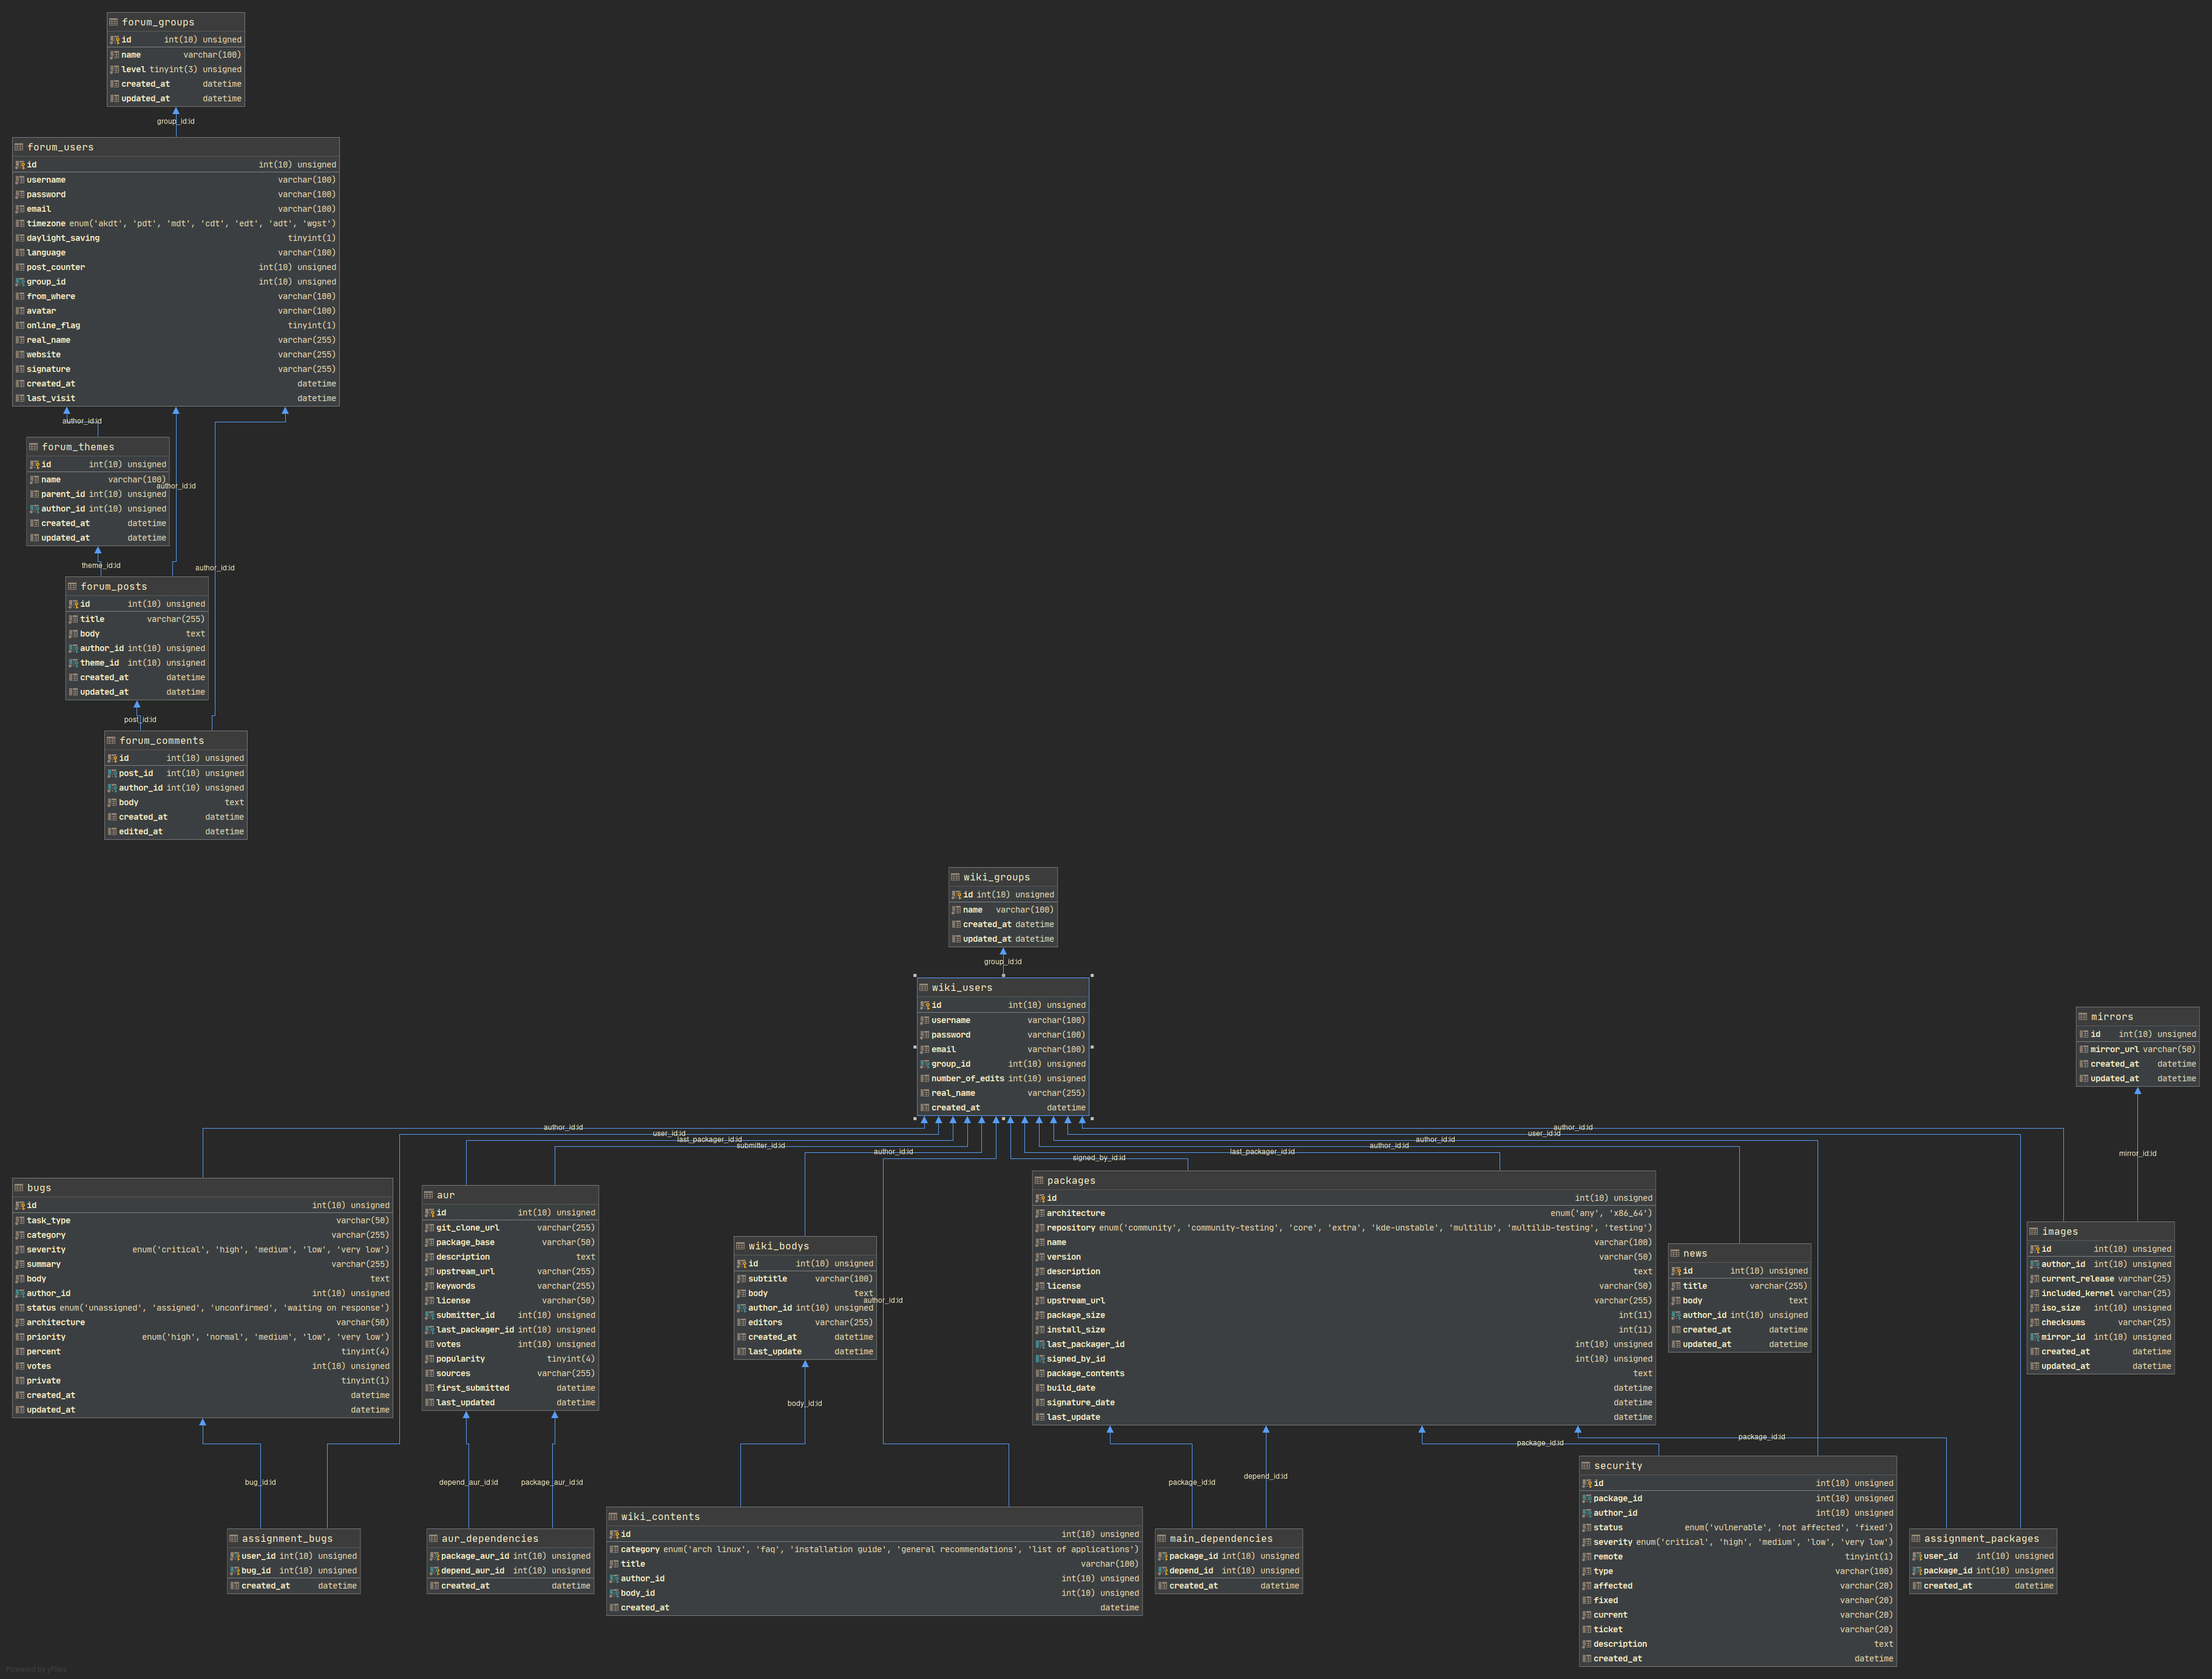 forum_groups
id int(10) unsigned
name varchar(100)
level tinyint(3) unsigned
created_at datetime
updated_at datetime
group_id:id
forum_users
id int(10) unsigned
username varchar(100)
password varchar(100)
email varchar(100)
timezone enum('akdt', 'pdt', 'mdt', 'cdt', 'edt', 'adt', 'wgst')
daylight_saving tinyint(1)
language varchar(100)
post_counter int(10) unsigned
group_id int(10) unsigned
from_where varchar(100)
avatar varchar(100)
online_flag tinyint(1)
real_name varchar(255)
website varchar(255)
signature varchar(255)
created_at datetime
last_visit datetime
author_id:id
forum_themes
id int(10) unsigned
name varchar(100)
parent_id int(10) unsigned
author_id int(10) unsigned
created_at datetime
updated_at datetime
author_id:id
theme_id:id
author_id:id
forum_posts
id int(10) unsigned
title varchar(255)
body text
author_id int(10) unsigned
theme_id int(10) unsigned
created_at datetime
updated_at datetime
post_id:id
forum_comments
id int(10) unsigned
post_id int(10) unsigned
author_id int(10) unsigned
body text
created_at datetime
edited_at datetime
wiki_groups
id int(10) unsigned
name varchar(100)
created_at datetime
updated_at datetime
group_id:id
wiki_users
id int(10) unsigned
username varchar(100)
password varchar(100)
email varchar(100)
group_id int(10) unsigned
number_of_edits int(10) unsigned
real_name varchar(255)
created_at datetime
mirrors
id int(10) unsigned
mirror_url varchar(50)
created_at datetime
updated_at datetime
author_id:id
user_id:id
last_packager_id:id
submitter_id:id
author_id:id
signed_by_id:id
last_packager_id:id
author_id:id
author_id:id
user_id:id
author_id:id
mirror_id:id
bugs
id int(10) unsigned
task_type varchar(50)
category varchar(255)
severity enum('critical', 'high', 'medium', 'low', 'very low')
summary varchar(255)
body text
author_id int(10) unsigned
status enum('unassigned', 'assigned', 'unconfirmed', 'waiting on response')
architecture varchar(50)
priority enum('high', 'normal', 'medium', 'low', 'very low')
percent tinyint(4)
votes int(10) unsigned
private tinyint(1)
created_at datetime
updated_at datetime
aur
id int(10) unsigned
git_clone_url varchar(255)
package_base varchar(50)
description text
upstream_url varchar(255)
keywords varchar(255)
license varchar(50)
submitter_id int(10) unsigned
last_packager_id int(10) unsigned
votes int(10) unsigned
popularity tinyint(4)
sources varchar(255)
first_submitted datetime
last_updated datetime
wiki_bodys
id int(10) unsigned
subtitle varchar(100)
body text
author_id int(10) unsigned
editors varchar(255)
created_at datetime
last_update datetime
author_id:id
packages
id int(10) unsigned
architecture enum('any', 'x86_64')
repository enum('community', 'community-testing', 'core', 'extra', 'kde-unstable', 'multilib', 'multilib-testing', 'testing')
name varchar(100)
version varchar(50)
description text
license varchar(50)
upstream_url varchar(255)
package_size int(11)
install_size int(11)
last_packager_id int(10) unsigned
signed_by_id int(10) unsigned
package_contents text
build_date datetime
signature_date datetime
last_update datetime
news
id int(10) unsigned
title varchar(255)
body text
author_id int(10) unsigned
created_at datetime
updated_at datetime
images
id int(10) unsigned
author_id int(10) unsigned
current_release varchar(25)
included_kernel varchar(25)
iso_size int(10) unsigned
checksums varchar(25)
mirror_id int(10) unsigned
created_at datetime
updated_at datetime
bug_id:id
depend_aur_id:id
package_aur_id:id
body_id:id
package_id:id
depend_id:id
package_id:id
package_id:id
assignment_bugs
user_id int(10) unsigned
bug_id int(10) unsigned
created_at datetime
aur_dependencies
package_aur_id int(10) unsigned
depend_aur_id int(10) unsigned
created_at datetime
wiki_contents
id int(10) unsigned
category enum('arch linux', 'faq', 'installation guide', 'general recommendations', 'list of applications')
title varchar(100)
author_id int(10) unsigned
body_id int(10) unsigned
created_at datetime
main_dependencies
package_id int(10) unsigned
depend_id int(10) unsigned
created_at datetime
security
id int(10) unsigned
package_id int(10) unsigned
author_id int(10) unsigned
status enum('vulnerable', 'not affected', 'fixed')
severity enum('critical', 'high', 'medium', 'low', 'very low')
remote tinyint(1)
type varchar(100)
affected varchar(20)
fixed varchar(20)
current varchar(20)
ticket varchar(20)
description text
created_at datetime
assignment_packages
user_id int(10) unsigned
package_id int(10) unsigned
created_at datetime
Powered by yFiles